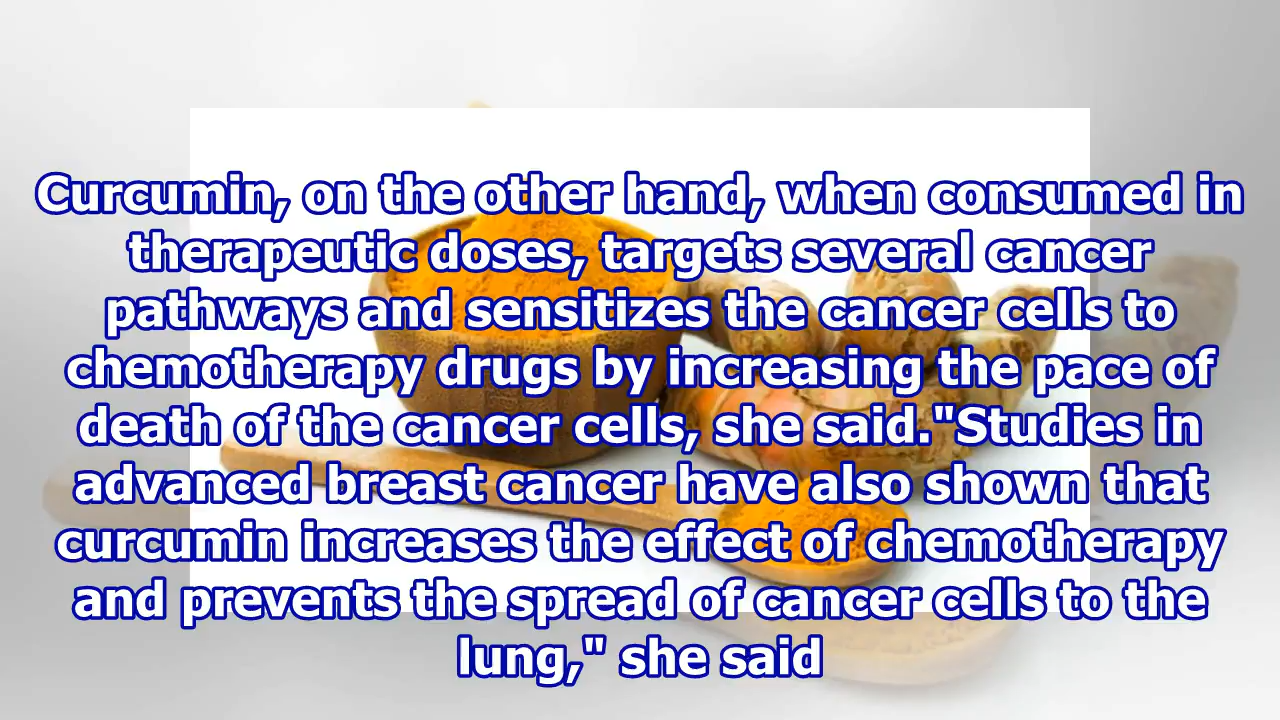 Curcumin, on the other hand, when consumed in
therapeutic doses, targets several cancer
pathways and sensitizes the cancer cells to
chemotherapy drugs by increasing the pace of
death of the cancer cells, she said."Studies in
advanced breast cancer have also shown that
curcumin increases the effect of chemotherapy
and prevents the spread of cancer cells to the
lung," she said